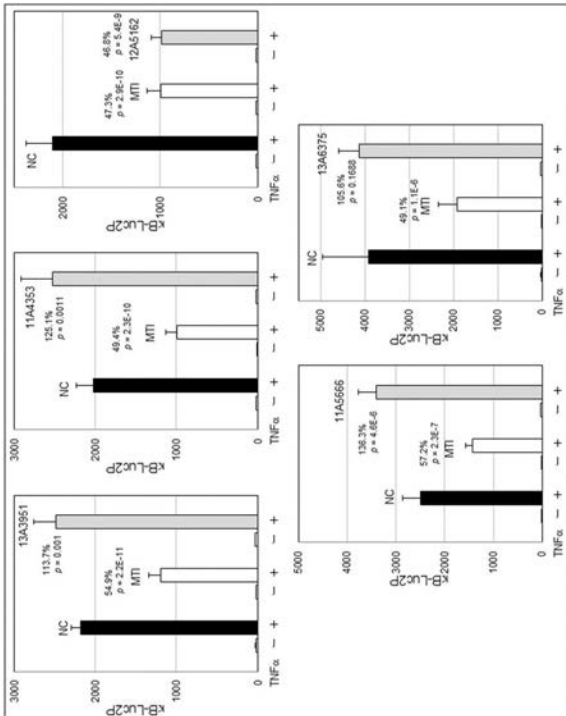 κB-Luc2P
3000
2000
1000
0
NC
54.9%
p = 2.2E-11
MTI
113.7%
p = 0.001
13A3951
TNFα
− + − + − +
κB-Luc2P
3000
2000
1000
0
NC
49.4%
p = 2.3E-10
MTI
125.1%
p = 0.0011
11A4353
TNFα
− + − + − +
κB-Luc2P
2000
1000
0
NC
47.3%
p = 2.9E-10
MTI
46.8%
p = 5.4E-9
12A5162
TNFα
− + − + − +
κB-Luc2P
5000
4000
3000
2000
1000
0
NC
57.2%
p = 2.3E-7
MTI
136.3%
p = 4.6E-6
11A5666
TNFα
− + − + − +
κB-Luc2P
5000
4000
3000
2000
1000
0
NC
49.1%
p = 1.1E-6
MTI
105.6%
p = 0.1688
13A6375
TNFα
− + − + − +